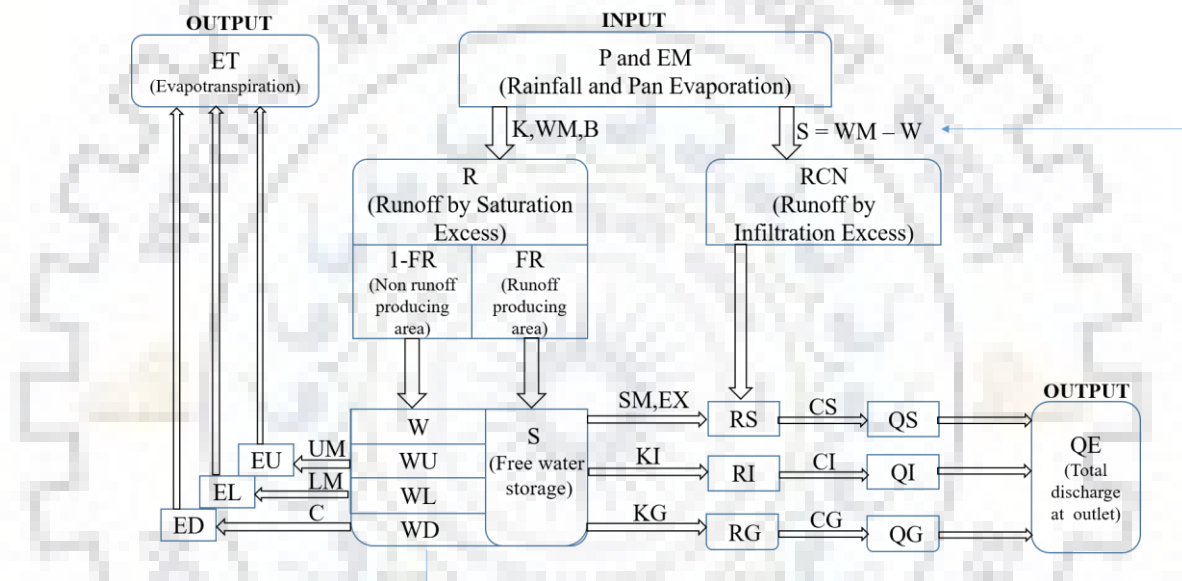 OUTPUT
INPUT
ET
(Evapotranspiration)
P and EM
(Rainfall and Pan Evaporation)
K,WM,B
S = WM – W
R
(Runoff by Saturation
Excess)
RCN
(Runoff by
Infiltration Excess)
1-FR
(Non runoff
producing
area)
FR
(Runoff
producing
area)
W
WU
WL
WD
S
(Free water
storage)
UM
LM
C
EU
EL
ED
SM,EX
KI
KG
RS
RI
RG
CS
CI
CG
QS
QI
QG
OUTPUT
QE
(Total
discharge
at outlet)